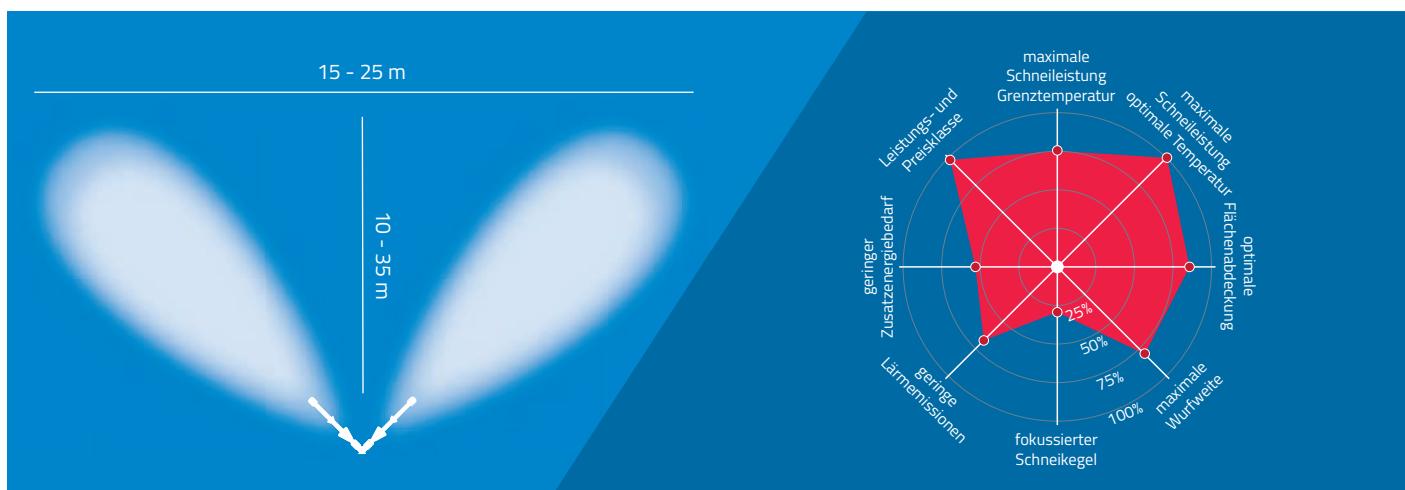 15 - 25 m
10 - 35 m
maximale
Schneileistung
Grenztemperatur
maximale
Schneileistung
optimale Temperatur
optimale
Flächenabdeckung
maximale
Wurfweite
fokussierter
Schneikegel
geringe
Lärmemissionen
geringer
Zusatzenergiebedarf
Leistungs- und
Preisklasse
25%
50%
75%
100%